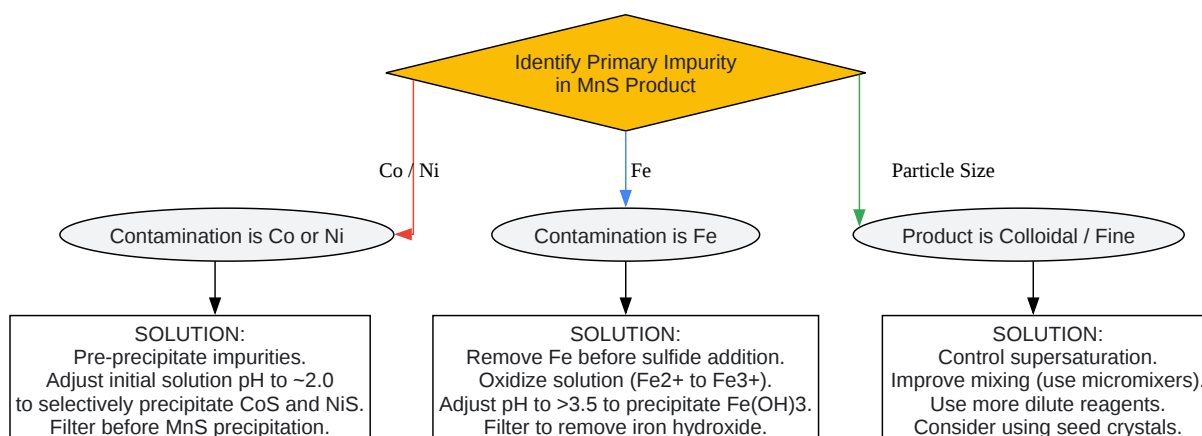 Identify Primary Impurity
in MnS Product
Co / Ni
Fe
Particle Size
Contamination is Co or Ni
Contamination is Fe
Product is Colloidal / Fine
SOLUTION:
Pre-precipitate impurities.
Adjust initial solution pH to ~2.0
to selectively precipitate CoS and NiS.
Filter before MnS precipitation.
SOLUTION:
Remove Fe before sulfide addition.
Oxidize solution (Fe2+ to Fe3+).
Adjust pH to >3.5 to precipitate Fe(OH)3.
Filter to remove iron hydroxide.
SOLUTION:
Control supersaturation.
Improve mixing (use micromixers).
Use more dilute reagents.
Consider using seed crystals.